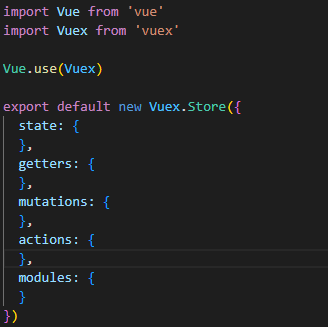 import Vue from 'vue'
import Vuex from 'vuex'

Vue.use(Vuex)

export default new Vuex.Store({
  state: {
  },
  getters: {
  },
  mutations: {
  },
  actions: {
  },
  modules: {
  }
})